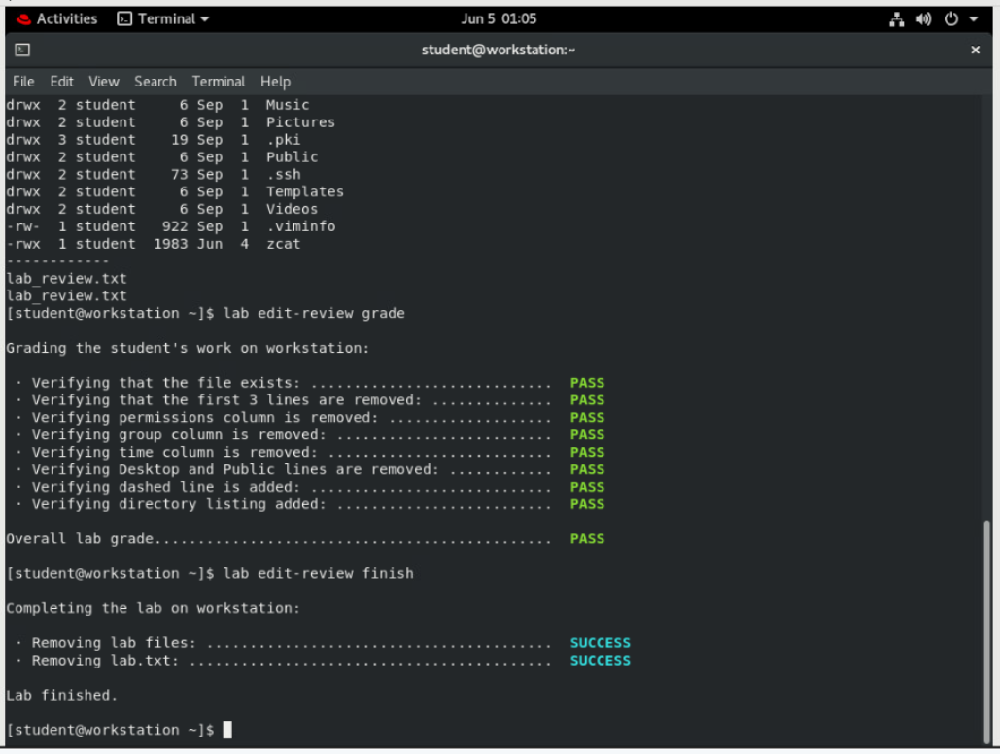 Activities Terminal Jun 5 01:05
student@workstation:~ ×
File Edit View Search Terminal Help
drwx  2 student     6 Sep  1  Music
drwx  2 student     6 Sep  1  Pictures
drwx  3 student    19 Sep  1  .pki
drwx  2 student     6 Sep  1  Public
drwx  2 student    73 Sep  1  .ssh
drwx  2 student     6 Sep  1  Templates
drwx  2 student     6 Sep  1  Videos
-rw-  1 student   922 Sep  1  .viminfo
-rwx  1 student  1983 Jun  4  zcat
------------
lab_review.txt
lab_review.txt
[student@workstation ~]$ lab edit-review grade
Grading the student's work on workstation:
· Verifying that the file exists: ............................  PASS
· Verifying that the first 3 lines are removed: ..............  PASS
· Verifying permissions column is removed: ...................  PASS
· Verifying group column is removed: .........................  PASS
· Verifying time column is removed: ..........................  PASS
· Verifying Desktop and Public lines are removed: ............  PASS
· Verifying dashed line is added: ............................  PASS
· Verifying directory listing added: .........................  PASS
Overall lab grade..............................................  PASS
[student@workstation ~]$ lab edit-review finish
Completing the lab on workstation:
· Removing lab files: ........................................  SUCCESS
· Removing lab.txt: ..........................................  SUCCESS
Lab finished.
[student@workstation ~]$